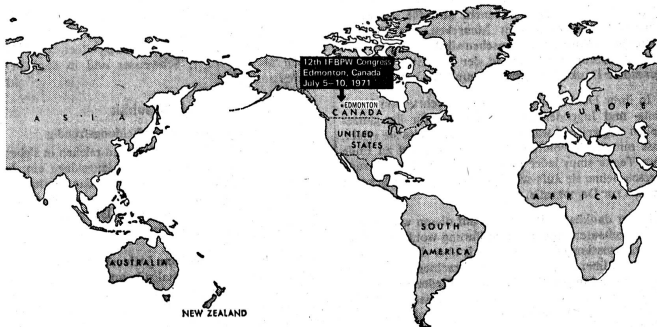 12th IFBPW Congress
Edmonton, Canada
July 5–10, 1971
EDMONTON
CANADA
UNITED
STATES
ASIA
EUROPE
AFRICA
SOUTH
AMERICA
AUSTRALIA
NEW ZEALAND